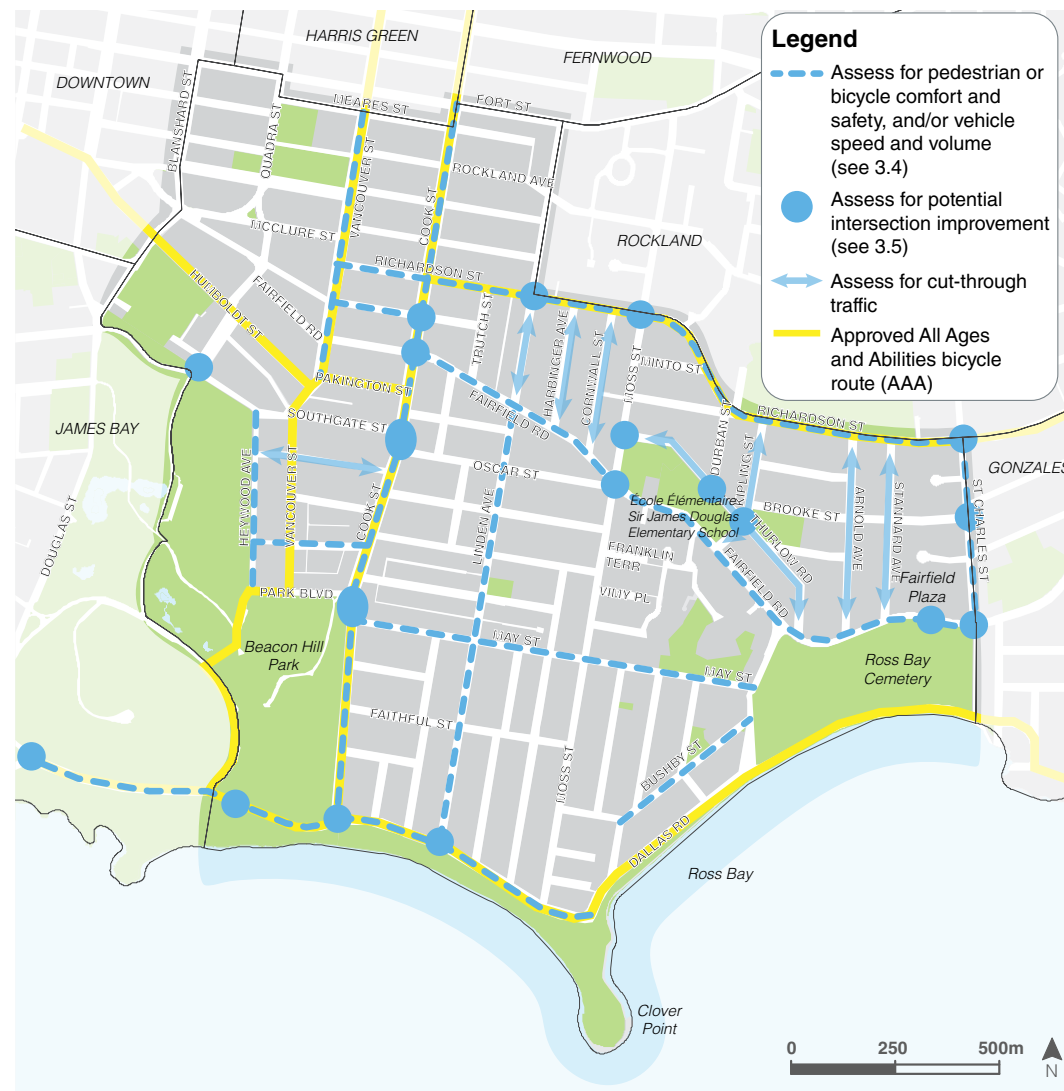 HARRIS GREEN
FERNWOOD
DOWNTOWN
Legend
Assess for pedestrian or
bicycle comfort and
safety, and/or vehicle
speed and volume
(see 3.4)
Assess for potential
intersection improvement
(see 3.5)
Assess for cut-through
traffic
Approved All Ages
and Abilities bicycle
route (AAA)
MEARES ST
FORT ST
BLANSHARD ST
QUADRA ST
VANCOUVER ST
COOK ST
ROCKLAND AVE
MCCLURE ST
ROCKLAND
RICHARDSON ST
HUMBOLDT ST
FAIRFIELD RD
TRUTCH ST
HARBINGER AVE
CORNWALL ST
MOSS ST
MINTO ST
PAKINGTON ST
FAIRFIELD RD
DURBAN ST
RICHARDSON ST
SOUTHGATE ST
JAMES BAY
HEYWOOD AVE
VANCOUVER ST
COOK ST
OSCAR ST
LINDEN AVE
KIPLING ST
GONZALES
École Élémentaire
Sir James Douglas
Elementary School
BROOKE ST
ARNOLD AVE
STANNARD AVE
ST CHARLES ST
DOUGLAS ST
THURLOW RD
FRANKLIN
TERR
FAIRFIELD RD
Fairfield
Plaza
VIMY PL
PARK BLVD
Beacon Hill
Park
MAY ST
MAY ST
Ross Bay
Cemetery
FAITHFUL ST
MOSS ST
BUSHBY ST
DALLAS RD
Ross Bay
Clover
Point
0 250 500m
N